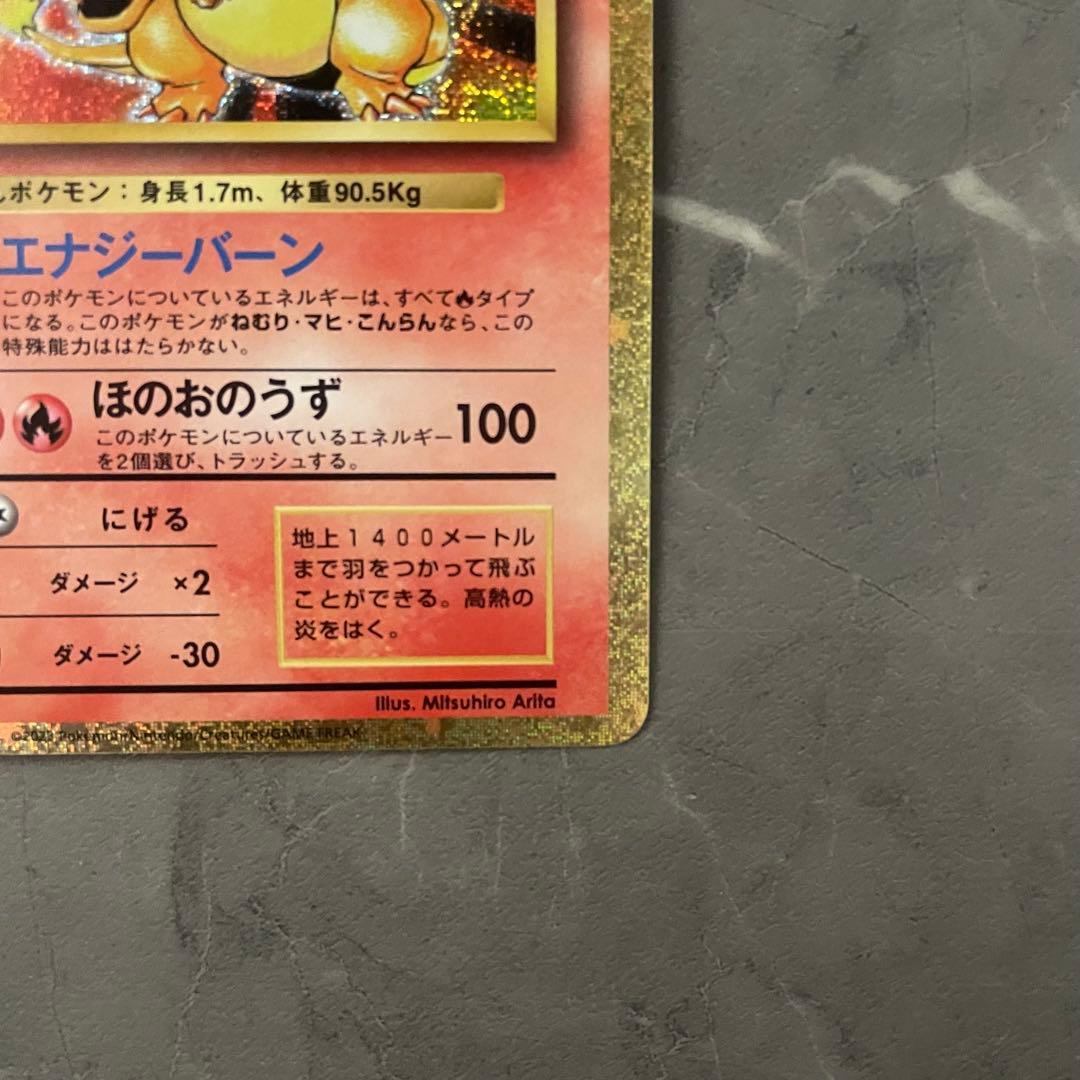 んポケモン：身長1.7m、体重90.5Kg
エナジーバーン
このポケモンについているエネルギーは、すべてタイプ
になる。このポケモンがねむり・マヒ・こんらんなら、この
特殊能力ははたらかない。
ほのおのうず 100
このポケモンについているエネルギー
を2個選び、トラッシュする。
にげる
ダメージ ×2
ダメージ -30
地上１４００メートル
まで羽をつかって飛ぶ
ことができる。高熱の
炎をはく。
Illus. Mitsuhiro Arita
©2023 Pokémon/Nintendo/Creatures/GAME FREAK